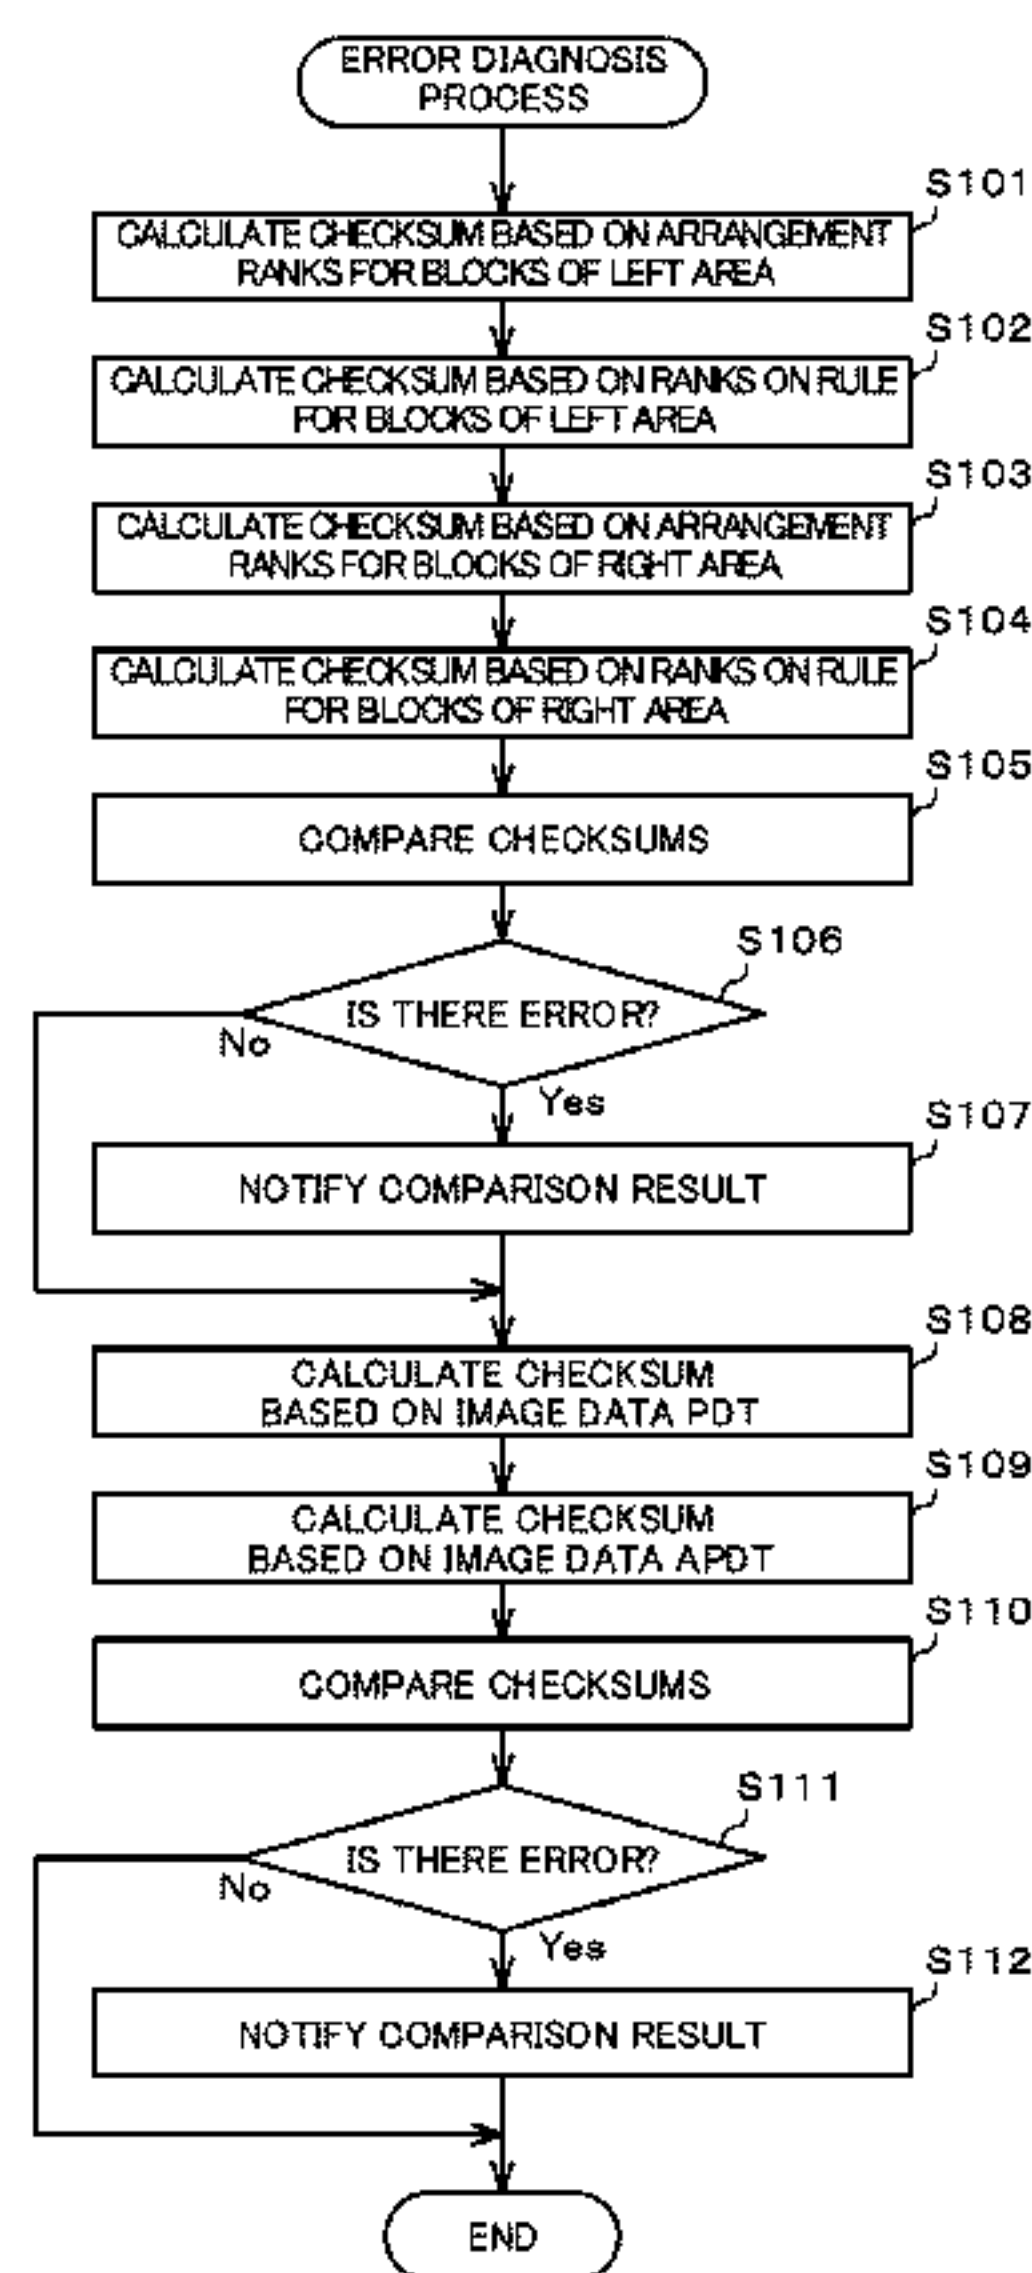 ERROR DIAGNOSIS
PROCESS
S101
CALCULATE CHECKSUM BASED ON ARRANGEMENT
RANKS FOR BLOCKS OF LEFT AREA
S102
CALCULATE CHECKSUM BASED ON RANKS ON RULE
FOR BLOCKS OF LEFT AREA
S103
CALCULATE CHECKSUM BASED ON ARRANGEMENT
RANKS FOR BLOCKS OF RIGHT AREA
S104
CALCULATE CHECKSUM BASED ON RANKS ON RULE
FOR BLOCKS OF RIGHT AREA
S105
COMPARE CHECKSUMS
S106
IS THERE ERROR?
No
Yes
S107
NOTIFY COMPARISON RESULT
S108
CALCULATE CHECKSUM
BASED ON IMAGE DATA PDT
S109
CALCULATE CHECKSUM
BASED ON IMAGE DATA APDT
S110
COMPARE CHECKSUMS
S111
IS THERE ERROR?
No
Yes
S112
NOTIFY COMPARISON RESULT
END